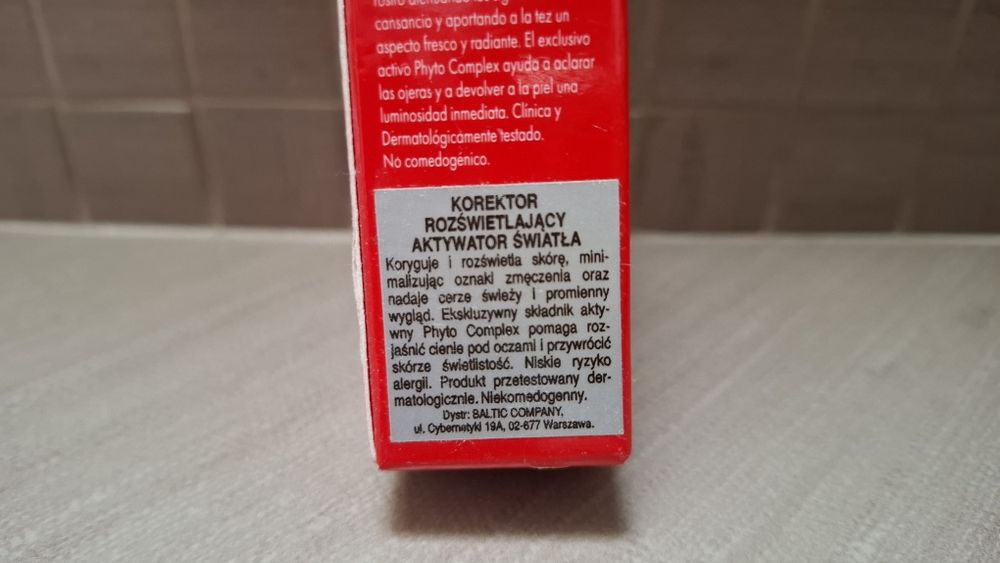 cansancio y aportando a la tez un
aspecto fresco y radiante. El exclusivo
activo Phyto Complex ayuda a aclarar
las ojeras y a devolver a la piel una
luminosidad inmediata. Clínica y
Dermatológicamente testado.
No comedogénico.
KOREKTOR
ROZŚWIETLAJĄCY
AKTYWATOR ŚWIATŁA
Koryguje i rozświetla skórę, mini-
malizując oznaki zmęczenia oraz
nadaje cerze świeży i promienny
wygląd. Ekskluzywny składnik akty-
wny Phyto Complex pomaga roz-
jaśnić cienie pod oczami i przywrócić
skórze świetlistość. Niskie ryzyko
alergii. Produkt przetestowany der-
matologicznie. Niekomedogenny.
Dystr: BALTIC COMPANY,
ul. Cybernetyki 19A, 02-677 Warszawa.